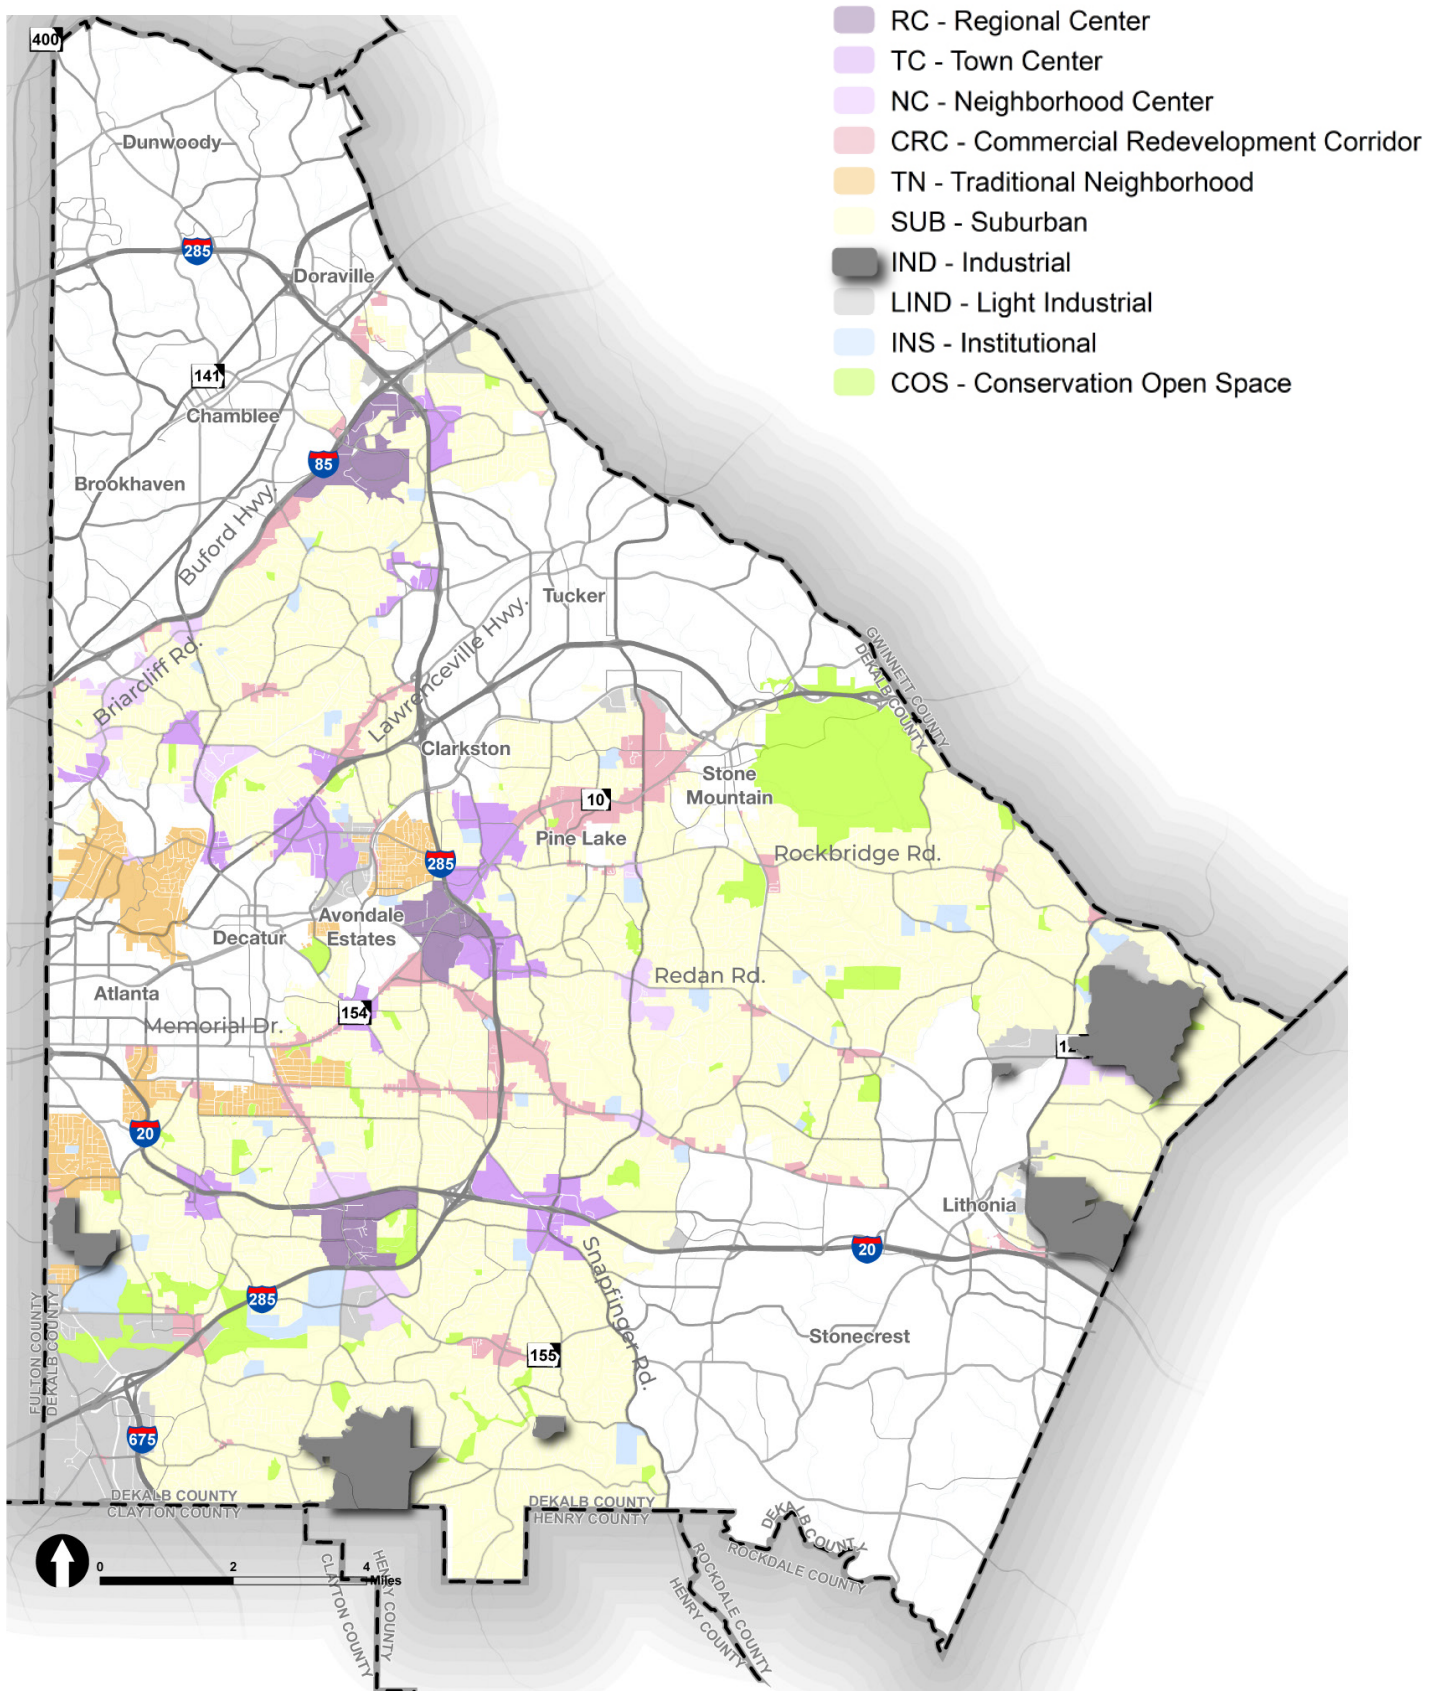 RC - Regional Center
TC - Town Center
NC - Neighborhood Center
CRC - Commercial Redevelopment Corridor
TN - Traditional Neighborhood
SUB - Suburban
IND - Industrial
LIND - Light Industrial
INS - Institutional
COS - Conservation Open Space
400
Dunwoody
285
Doraville
141
Chamblee
85
Brookhaven
Buford Hwy.
Tucker
Lawrenceville Hwy.
Briarcliff Rd.
GWINNETT COUNTY
DEKALB COUNTY
Clarkston
Stone
Mountain
10
Pine Lake
Rockbridge Rd.
285
Avondale
Estates
Decatur
Redan Rd.
Atlanta
154
Memorial Dr.
20
Lithonia
20
Snapfinger Rd.
285
FULTON COUNTY
DEKALB COUNTY
Stonecrest
155
675
DEKALB COUNTY
CLAYTON COUNTY
DEKALB COUNTY
HENRY COUNTY
DEKALB COUNTY
ROCKDALE COUNTY
0 2 4
Miles
CLAYTON COUNTY
HENRY COUNTY
ROCKDALE COUNTY
HENRY COUNTY